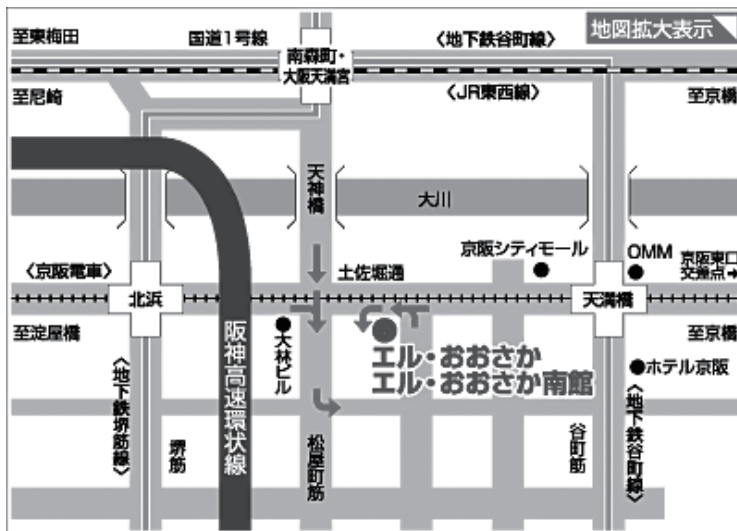 至東梅田
国道1号線
〈地下鉄谷町線〉
地図拡大表示
南森町・
大阪天満宮
至尼崎
〈JR東西線〉
至京橋
天神橋
大川
〈京阪電車〉
土佐堀通
京阪シティモール
OMM
京阪東口
交差点→
北浜
天満橋
至淀屋橋
大林ビル
至京橋
エル・おおさか
エル・おおさか南館
ホテル京阪
阪神高速環状線
〈地下鉄堺筋線〉
堺筋
松屋町筋
谷町筋
〈地下鉄谷町線〉